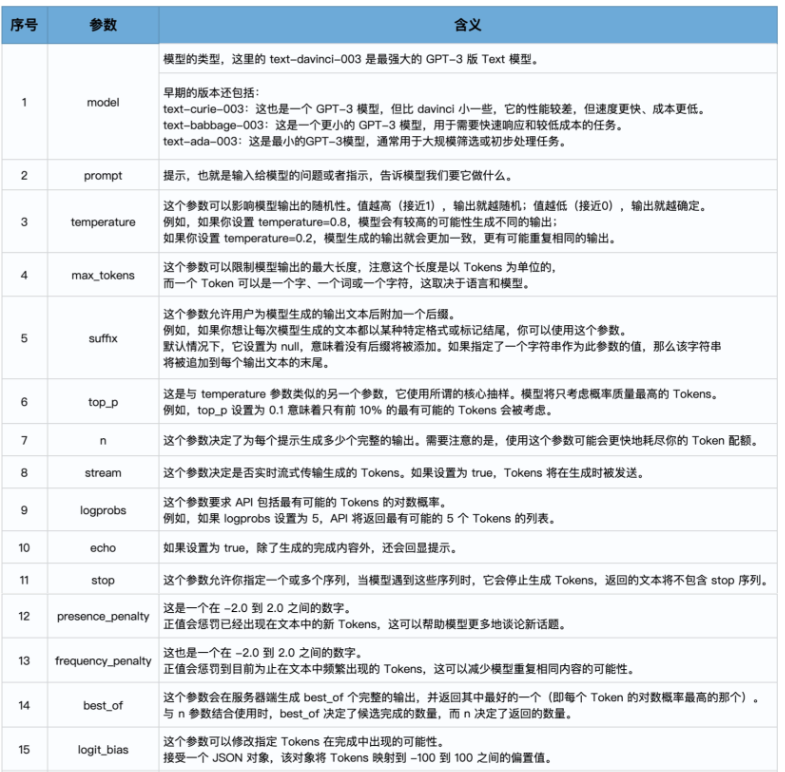 序号 参数 含义
模型的类型，这里的 text-davinci-003 是最强大的 GPT-3 版 Text 模型。
1 model
早期的版本还包括：
text-curie-003：这也是一个 GPT-3 模型，但比 davinci 小一些，它的性能较差，但速度更快、成本更低。
text-babbage-003：这是一个更小的 GPT-3 模型，用于需要快速响应和较低成本的任务。
text-ada-003：这是最小的GPT-3模型，通常用于大规模筛选或初步处理任务。
2 prompt 提示，也就是输入给模型的问题或者指示，告诉模型我们要它做什么。
3 temperature
这个参数可以影响模型输出的随机性。值越高（接近1），输出就越随机；值越低（接近0），输出就越确定。
例如，如果你设置 temperature=0.8，模型会有较高的可能性生成不同的输出；
如果你设置 temperature=0.2，模型生成的输出就会更加一致，更有可能重复相同的输出。
4 max_tokens
这个参数可以限制模型输出的最大长度，注意这个长度是以 Tokens 为单位的，
而一个 Token 可以是一个字、一个词或一个字符，这取决于语言和模型。
5 suffix
这个参数允许用户为模型生成的输出文本后附加一个后缀。
例如，如果你想让每次模型生成的文本都以某种特定格式或标记结尾，你可以使用这个参数。
默认情况下，它设置为 null，意味着没有后缀将被添加。如果指定了一个字符串作为此参数的值，那么该字符串
将被追加到每个输出文本的末尾。
6 top_p
这是与 temperature 参数类似的另一个参数，它使用所谓的核心抽样。模型将只考虑概率质量最高的 Tokens。
例如，top_p 设置为 0.1 意味着只有前 10% 的最有可能的 Tokens 会被考虑。
7 n 这个参数决定了为每个提示生成多少个完整的输出。需要注意的是，使用这个参数可能会更快地耗尽你的 Token 配额。
8 stream 这个参数决定是否实时流式传输生成的 Tokens。如果设置为 true，Tokens 将在生成时被发送。
9 logprobs
这个参数要求 API 包括最有可能的 Tokens 的对数概率。
例如，如果 logprobs 设置为 5，API 将返回最有可能的 5 个 Tokens 的列表。
10 echo 如果设置为 true，除了生成的完成内容外，还会回显提示。
11 stop 这个参数允许你指定一个或多个序列，当模型遇到这些序列时，它会停止生成 Tokens，返回的文本将不包含 stop 序列。
12 presence_penalty
这是一个在 -2.0 到 2.0 之间的数字。
正值会惩罚已经出现在文本中的新 Tokens，这可以帮助模型更多地谈论新话题。
13 frequency_penalty
这也是一个在 -2.0 到 2.0 之间的数字。
正值会惩罚到目前为止在文本中频繁出现的 Tokens，这可以减少模型重复相同内容的可能性。
14 best_of
这个参数会在服务器端生成 best_of 个完整的输出，并返回其中最好的一个（即每个 Token 的对数概率最高的那个）。
与 n 参数结合使用时，best_of 决定了候选完成的数量，而 n 决定了返回的数量。
15 logit_bias
这个参数可以修改指定 Tokens 在完成中出现的可能性。
接受一个 JSON 对象，该对象将 Tokens 映射到 -100 到 100 之间的偏置值。